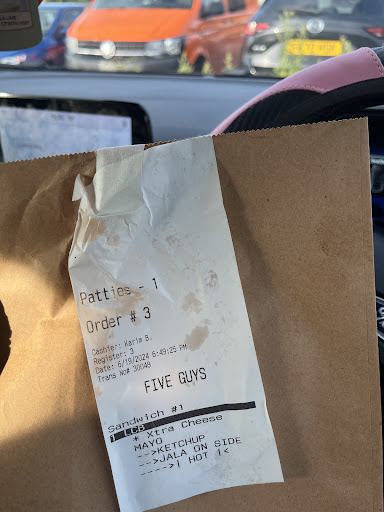 Patties - 1
Order # 3
Cashier: Karim B.
Register: 3
Date: 6/19/2024 6:49:25 PM
Trans No# 30048
FIVE GUYS
Sandwich #1
1 LCB
* Xtra Cheese
MAYO
-->KETCHUP
-->JALA ON SIDE
---->| HOT |<